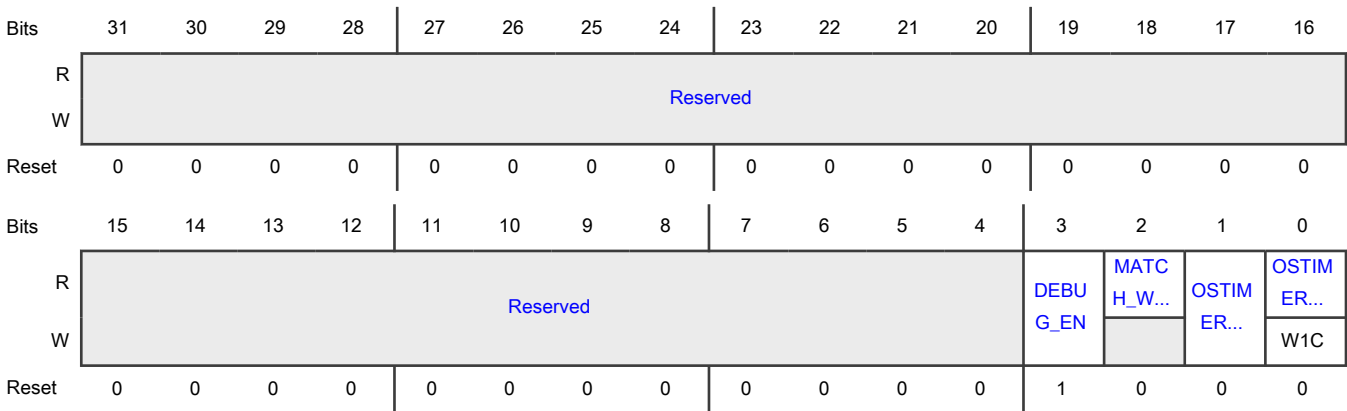 Bits 31 30 29 28 27 26 25 24 23 22 21 20 19 18 17 16
R
Reserved
W
Reset 0 0 0 0 0 0 0 0 0 0 0 0 0 0 0 0
Bits 15 14 13 12 11 10 9 8 7 6 5 4 3 2 1 0
R
Reserved
DEBU
G_EN
MATC
H_W...
OSTIM
ER...
OSTIM
ER...
W
W1C
Reset 0 0 0 0 0 0 0 0 0 0 0 0 1 0 0 0